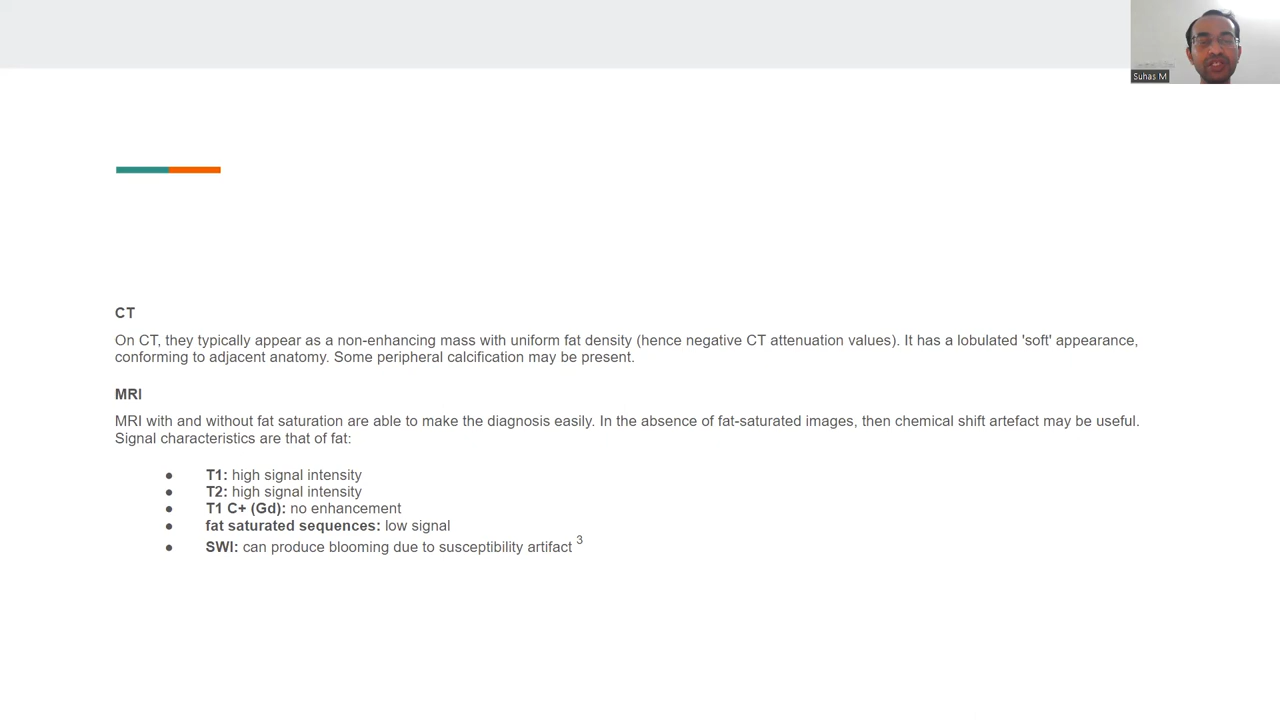 Suhas M
CT
On CT, they typically appear as a non-enhancing mass with uniform fat density (hence negative CT attenuation values). It has a lobulated 'soft' appearance,
conforming to adjacent anatomy. Some peripheral calcification may be present.
MRI
MRI with and without fat saturation are able to make the diagnosis easily. In the absence of fat-saturated images, then chemical shift artefact may be useful.
Signal characteristics are that of fat:
● T1: high signal intensity
● T2: high signal intensity
● T1 C+ (Gd): no enhancement
● fat saturated sequences: low signal
● SWI: can produce blooming due to susceptibility artifact 3